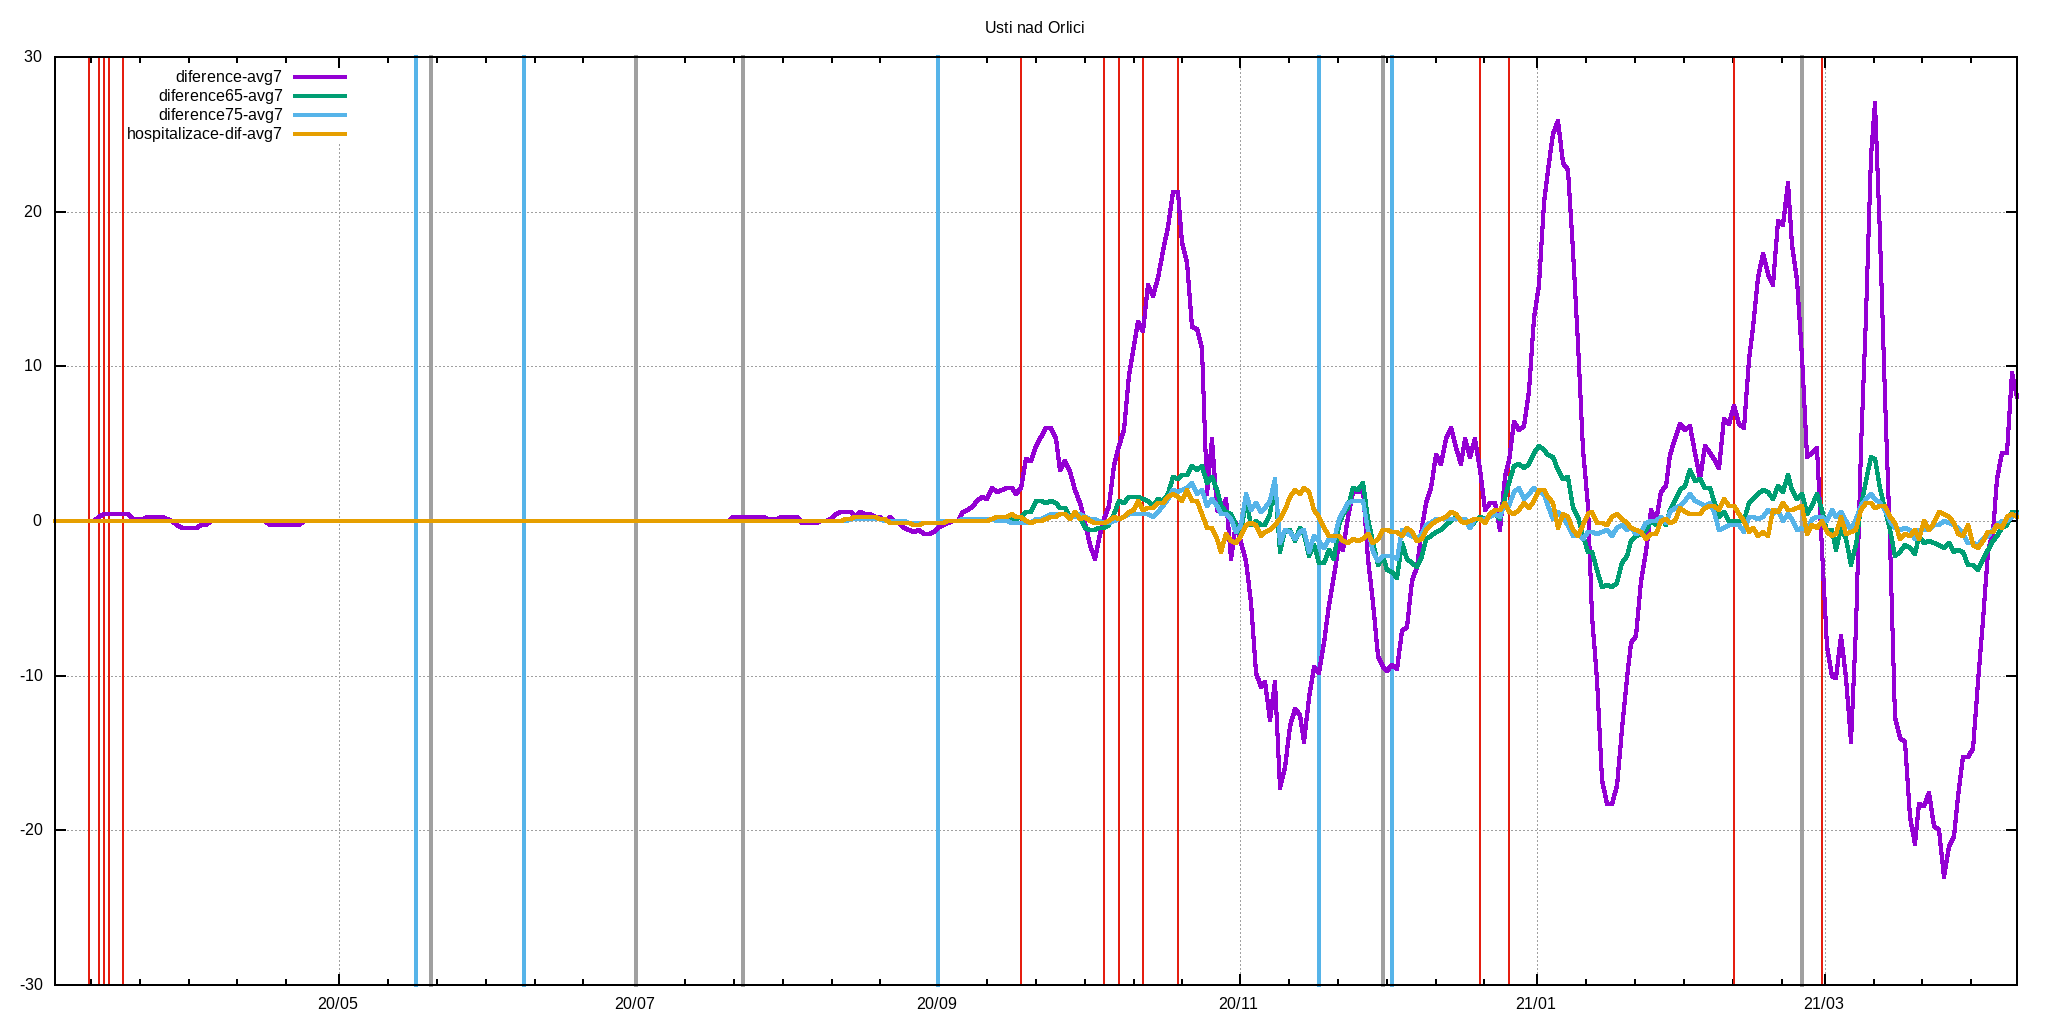 Usti nad Orlici
30
diference-avg7
diference65-avg7
diference75-avg7
hospitalizace-dif-avg7
20
10
0
-10
-20
-30
20/05 20/07 20/09 20/11 21/01 21/03